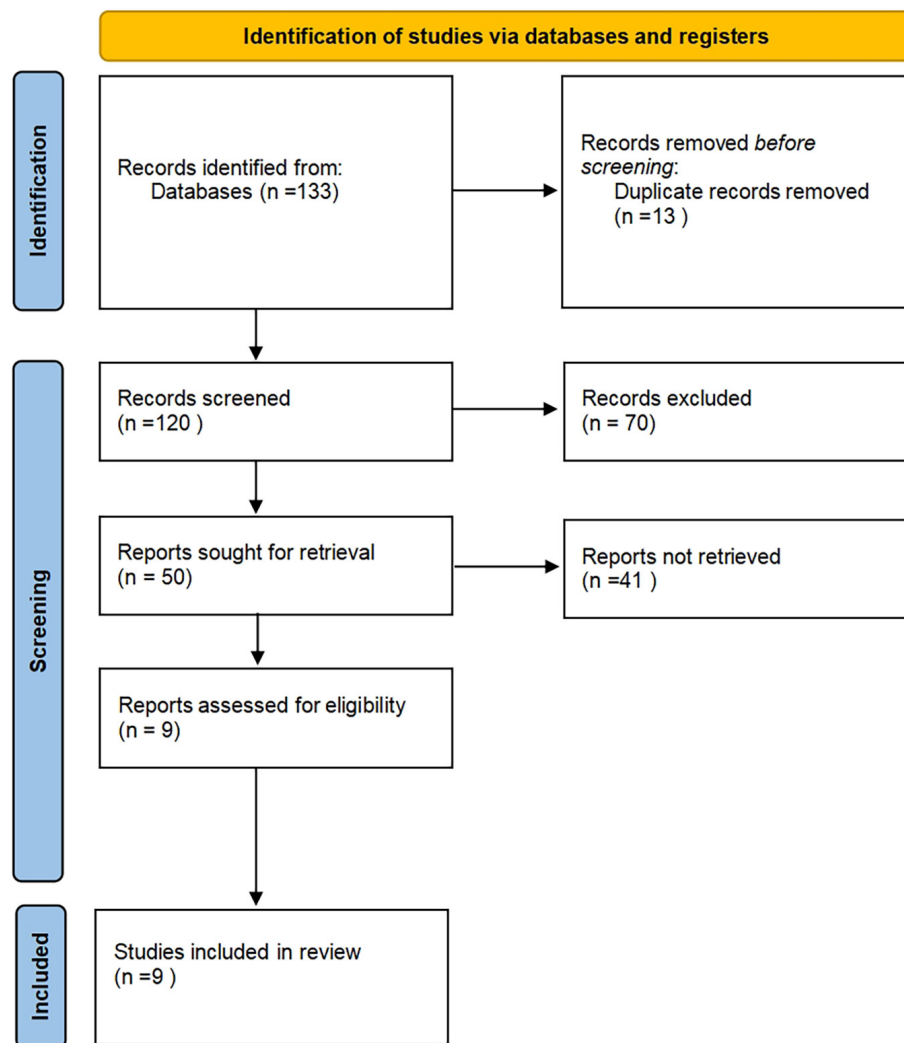 Identification of studies via databases and registers
Identification
Records identified from:
Databases (n =133)
Records removed before
screening:
Duplicate records removed
(n =13 )
Screening
Records screened
(n =120 )
Records excluded
(n = 70)
Reports sought for retrieval
(n = 50)
Reports not retrieved
(n =41 )
Reports assessed for eligibility
(n = 9)
Included
Studies included in review
(n =9 )